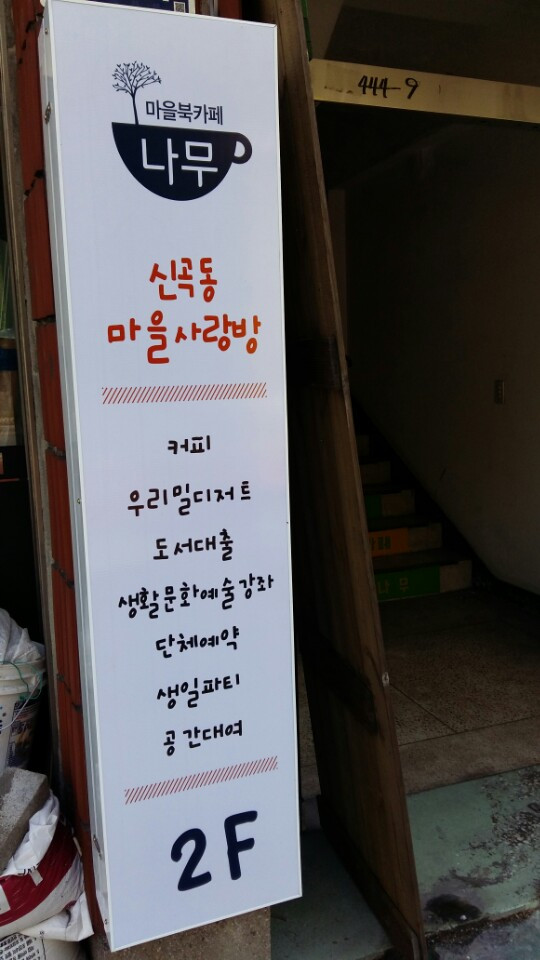 마을북카페
나무
신곡동
마을사랑방
커피
우리밀디저트
도서대출
생활문화예술강좌
단체예약
생일파티
공간대여
2F
444-9
나무